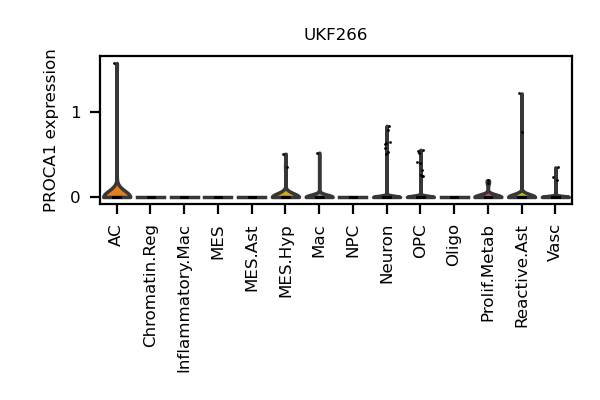 UKF266
PROCA1 expression
1
0
AC
Chromatin.Reg
Inflammatory.Mac
MES
MES.Ast
MES.Hyp
Mac
NPC
Neuron
OPC
Oligo
Prolif.Metab
Reactive.Ast
Vasc